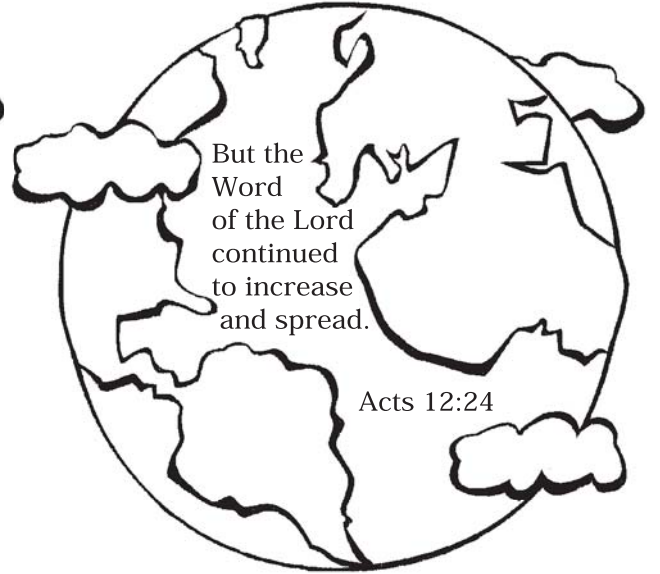 But the
Word
of the Lord
continued
to increase
and spread.
Acts 12:24